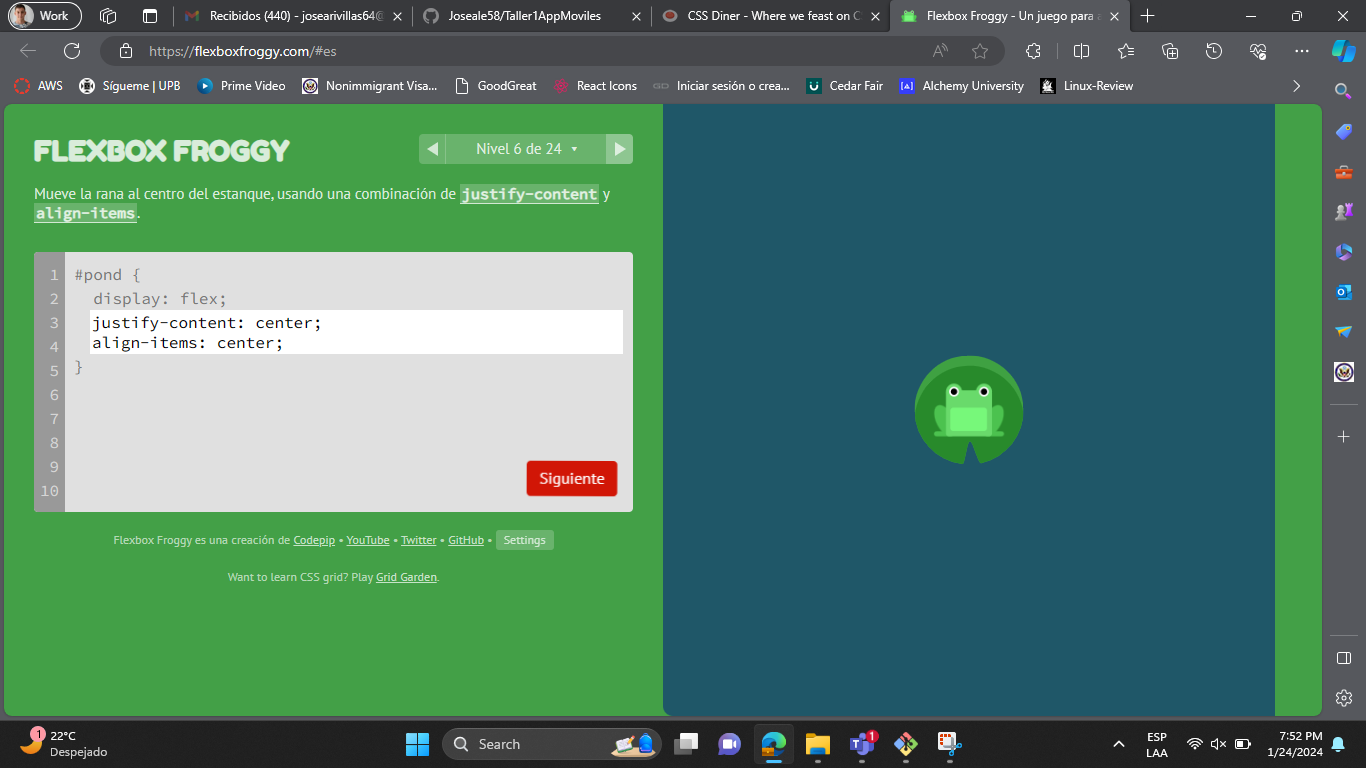 Work
Recibidos (440) - josearivillas64@
Joseale58/Taller1AppMoviles
CSS Diner - Where we feast on C
Flexbox Froggy - Un juego para a
https://flexboxfroggy.com/#es
AWS
Sígueme | UPB
Prime Video
Nonimmigrant Visa...
GoodGreat
React Icons
Iniciar sesión o crea...
Cedar Fair
Alchemy University
Linux-Review
FLEXBOX FROGGY
Nivel 6 de 24
Mueve la rana al centro del estanque, usando una combinación de justify-content y
align-items.
1 #pond {
2 display: flex;
3 justify-content: center;
4 align-items: center;
5 }
6
7
8
9
10
Siguiente
Flexbox Froggy es una creación de Codepip • YouTube • Twitter • GitHub • Settings
Want to learn CSS grid? Play Grid Garden.
1
22°C
Despejado
Search
1
ESP
LAA
7:52 PM
1/24/2024